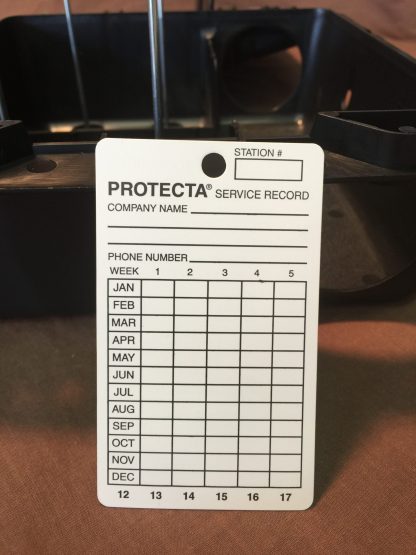 STATION #
PROTECTA® SERVICE RECORD
COMPANY NAME
PHONE NUMBER
WEEK 1 2 3 4 5
JAN
FEB
MAR
APR
MAY
JUN
JUL
AUG
SEP
OCT
NOV
DEC
12 13 14 15 16 17